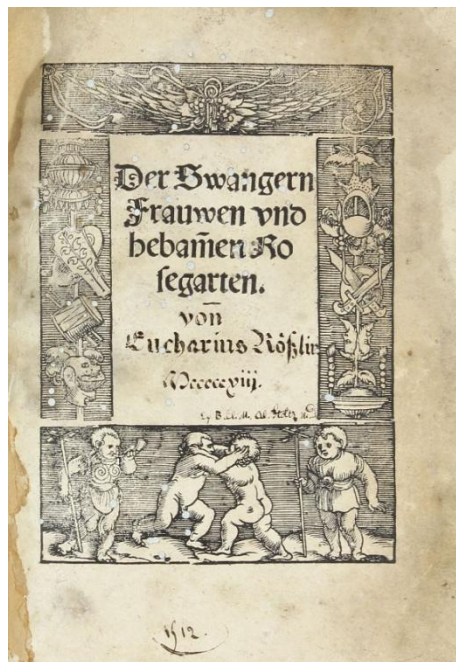 Der Swangern
Frauwen vnd
hebam̄en Ro
segarten.
von
Eucharius Rößlin
Mcccccxiij.
1512.